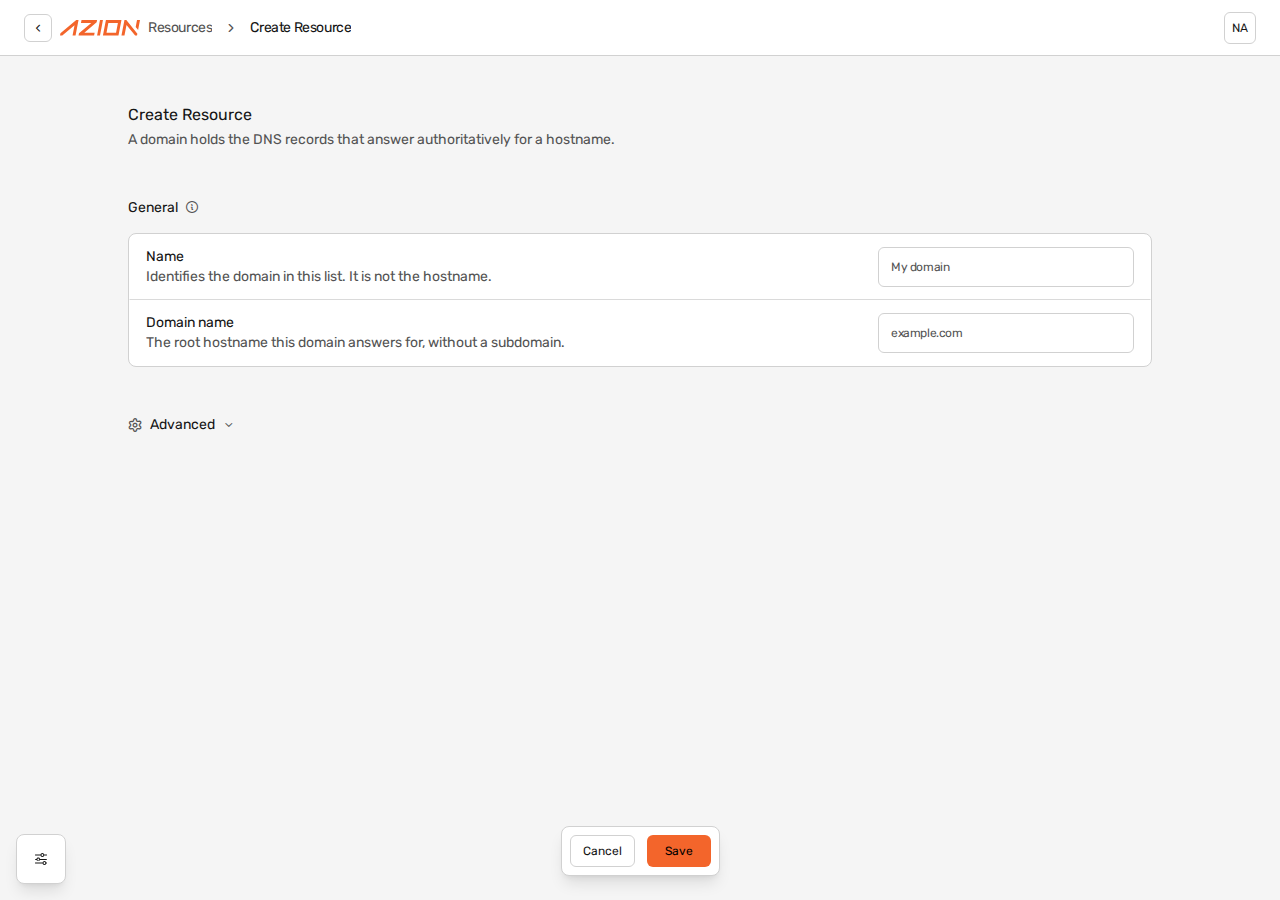 AZION Resources Create Resource NA
Create Resource
A domain holds the DNS records that answer authoritatively for a hostname.
General
Name
Identifies the domain in this list. It is not the hostname.
My domain
Domain name
The root hostname this domain answers for, without a subdomain.
example.com
Advanced
Cancel Save